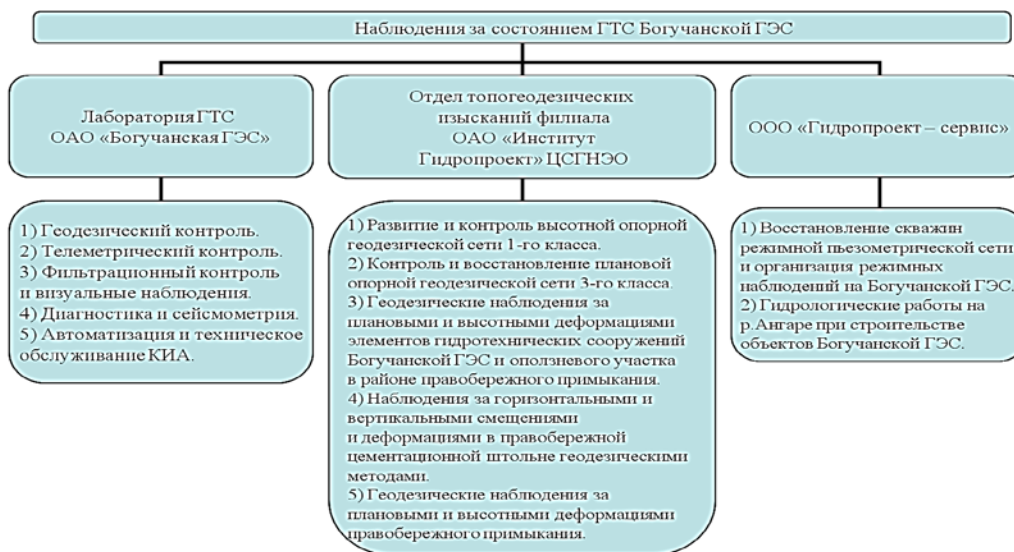 Наблюдения за состоянием ГТС Богучанской ГЭС
Лаборатория ГТС
ОАО «Богучанская ГЭС»
Отдел топогеодезических
изысканий филиала
ОАО «Институт
Гидропроект» ЦСГНЭО
ООО «Гидропроект – сервис»
1) Геодезический контроль.
2) Телеметрический контроль.
3) Фильтрационный контроль
и визуальные наблюдения.
4) Диагностика и сейсмометрия.
5) Автоматизация и техническое
обслуживание КИА.
1) Развитие и контроль высотной опорной
геодезической сети 1-го класса.
2) Контроль и восстановление плановой
опорной геодезической сети 3-го класса.
3) Геодезические наблюдения за
плановыми и высотными деформациями
элементов гидротехнических сооружений
Богучанской ГЭС и оползневого участка
в районе правобережного примыкания.
4) Наблюдения за горизонтальными и
вертикальными смещениями
и деформациями в правобережной
цементационной штольне геодезическими
методами.
5) Геодезические наблюдения за
плановыми и высотными деформациями
правобережного примыкания.
1) Восстановление скважин
режимной пьезометрической сети
и организация режимных
наблюдений на Богучанской ГЭС.
2) Гидрологические работы на
р.Ангаре при строительстве
объектов Богучанской ГЭС.